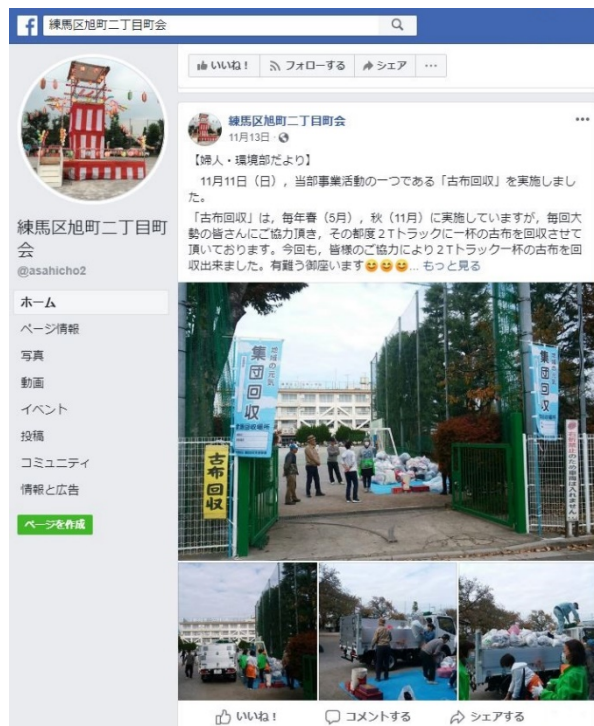 練馬区旭町二丁目町会
いいね！ フォローする シェア …
練馬区旭町二丁目町会
11月13日
【婦人・環境部だより】
11月11日（日），当部事業活動の一つである「古布回収」を実施しまし
た。
「古布回収」は，毎年春（5月），秋（11月）に実施していますが，毎回大
勢の皆さんにご協力頂き，その都度２Tトラックに一杯の古布を回収させて
頂いております。今回も，皆様のご協力により２Tトラック一杯の古布を回
収出来ました。有難う御座います😄😄😄... もっと見る
練馬区旭町二丁目町
会
@asahicho2
ホーム
ページ情報
写真
動画
イベント
投稿
コミュニティ
情報と広告
ページを作成
地域の元気
集団回収
古布回収
集団回収
いいね！ コメントする シェアする